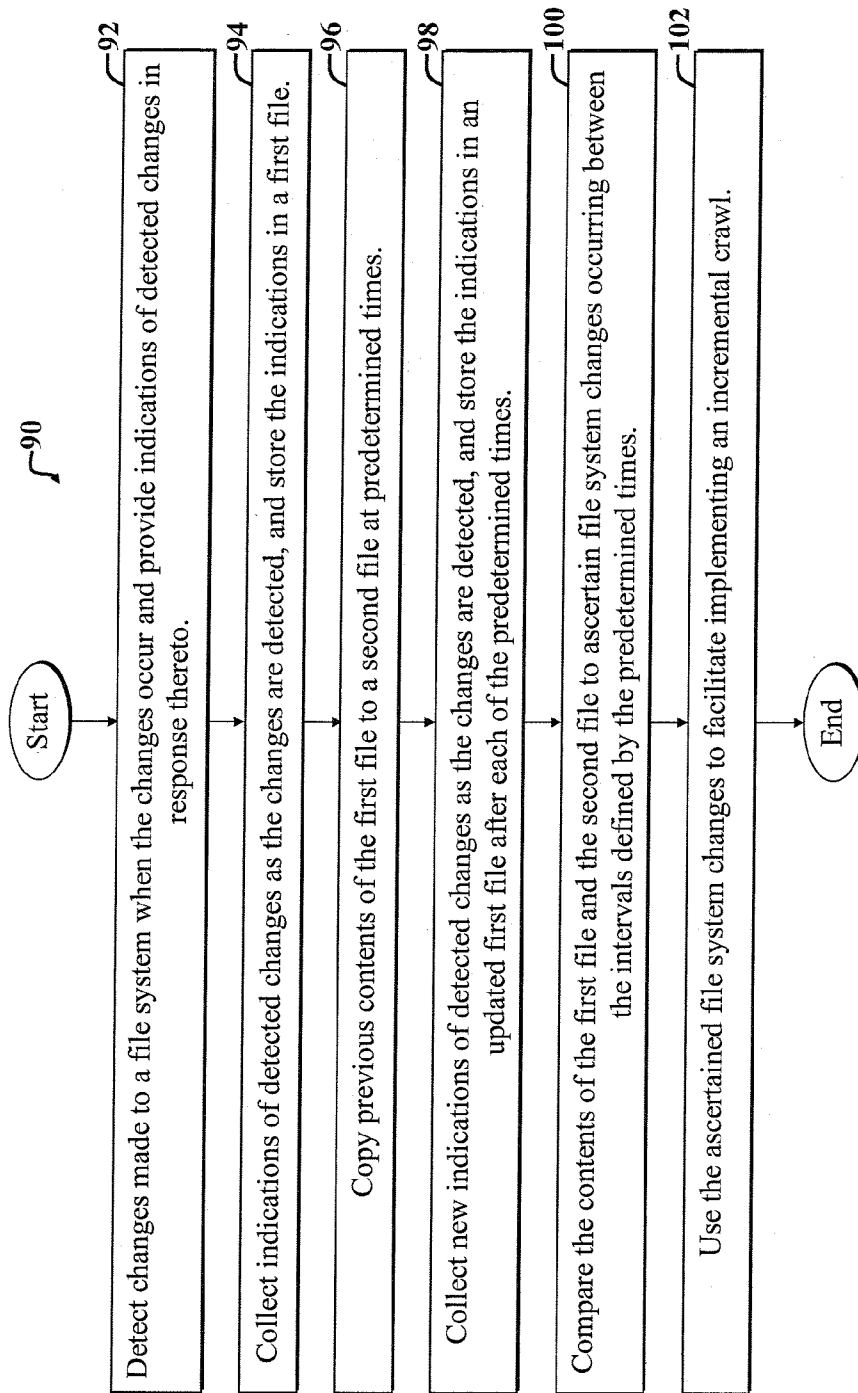 90
Start
92
Detect changes made to a file system when the changes occur and provide indications of detected changes in
response thereto.
94
Collect indications of detected changes as the changes are detected, and store the indications in a first file.
96
Copy previous contents of the first file to a second file at predetermined times.
98
Collect new indications of detected changes as the changes are detected, and store the indications in an
updated first file after each of the predetermined times.
100
Compare the contents of the first file and the second file to ascertain file system changes occurring between
the intervals defined by the predetermined times.
102
Use the ascertained file system changes to facilitate implementing an incremental crawl.
End